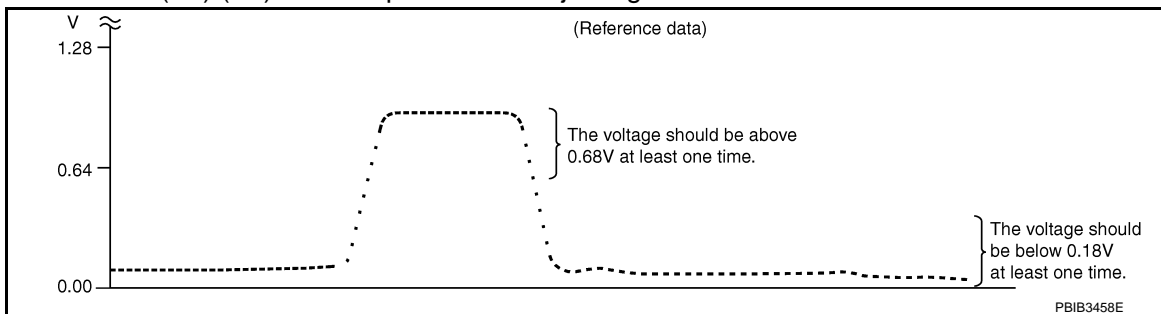 V
(Reference data)
1.28
The voltage should be above
0.68V at least one time.
0.64
The voltage should
be below 0.18V
at least one time.
0.00
PBIB3458E